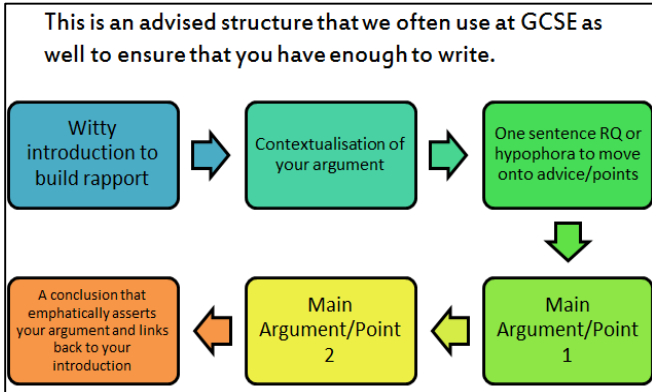 This is an advised structure that we often use at GCSE as
well to ensure that you have enough to write.
Witty
introduction to
build rapport
Contextualisation of
your argument
One sentence RQ or
hypophora to move
onto advice/points
Main
Argument/Point
1
Main
Argument/Point
2
A conclusion that
emphatically asserts
your argument and links
back to your
introduction